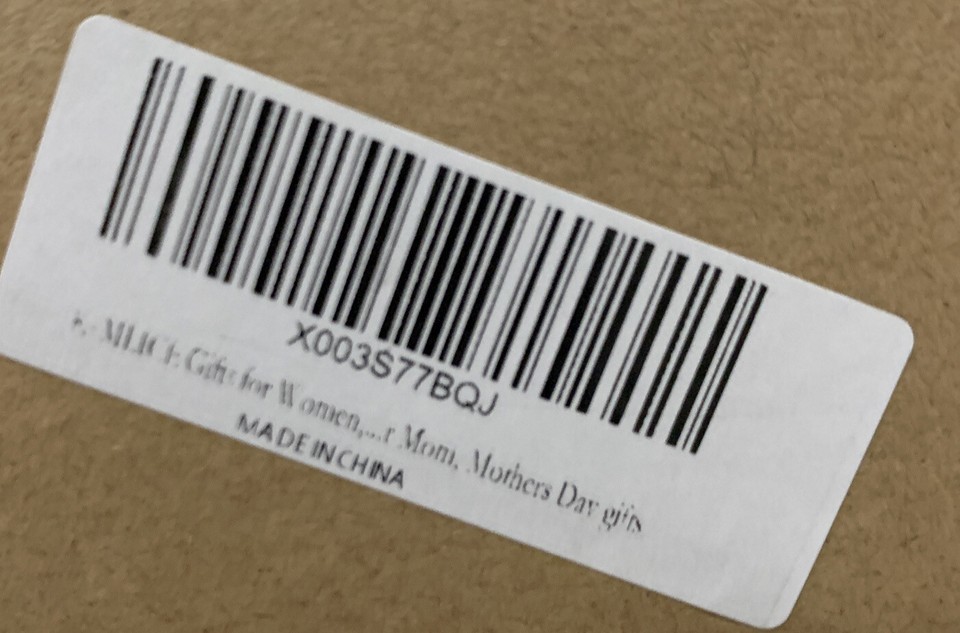 X003S77BQJ
Gifts for Women,...r Mom, Mothers Day gifts
MADE IN CHINA